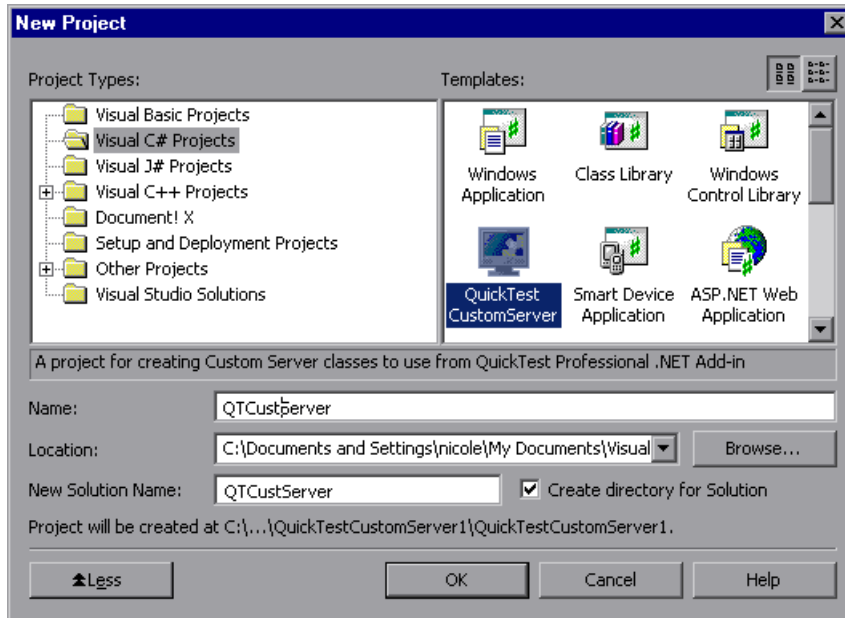 New Project
Project Types:
Templates:
Visual Basic Projects
Visual C# Projects
Visual J# Projects
Visual C++ Projects
Document! X
Setup and Deployment Projects
Other Projects
Visual Studio Solutions
Windows
Application
Class Library
Windows
Control Library
QuickTest
CustomServer
Smart Device
Application
ASP.NET Web
Application
A project for creating Custom Server classes to use from QuickTest Professional .NET Add-in
Name:
QTCustServer
Location:
C:\Documents and Settings\nicole\My Documents\Visual
Browse...
New Solution Name:
QTCustServer
Create directory for Solution
Project will be created at C:\...\QuickTestCustomServer1\QuickTestCustomServer1.
Less
OK
Cancel
Help